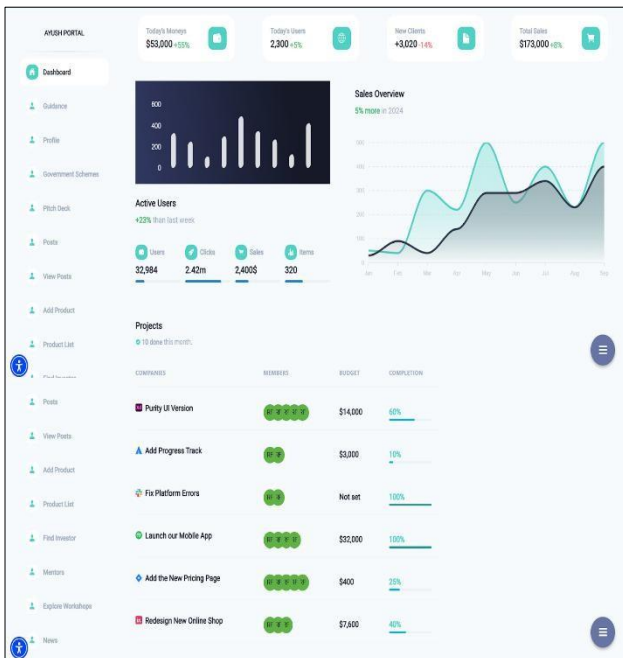 AYUSH PORTAL
Dashboard
Guidance
Profile
Government Schemes
Pitch Deck
Posts
View Posts
Add Product
Product List
Find Investor
Posts
View Posts
Add Product
Product List
Find Investor
Mentors
Explore Workshops
News
Today's Moneys
$53,000 +55%
Today's Users
2,300 +5%
New Clients
+3,020 -14%
Total Sales
$173,000 +8%
600
400
200
0
Active Users
+23% than last week
Users
32,984
Clicks
2.42m
Sales
2,400$
Items
320
Sales Overview
5% more in 2024
500
400
300
200
100
0
Jan Feb Mar Apr May Jun Jul Aug Sep
Projects
10 done this month.
COMPANIES MEMBERS BUDGET COMPLETION
Purity UI Version $14,000 60%
Add Progress Track $3,000 10%
Fix Platform Errors Not set 100%
Launch our Mobile App $32,000 100%
Add the New Pricing Page $400 25%
Redesign New Online Shop $7,600 40%